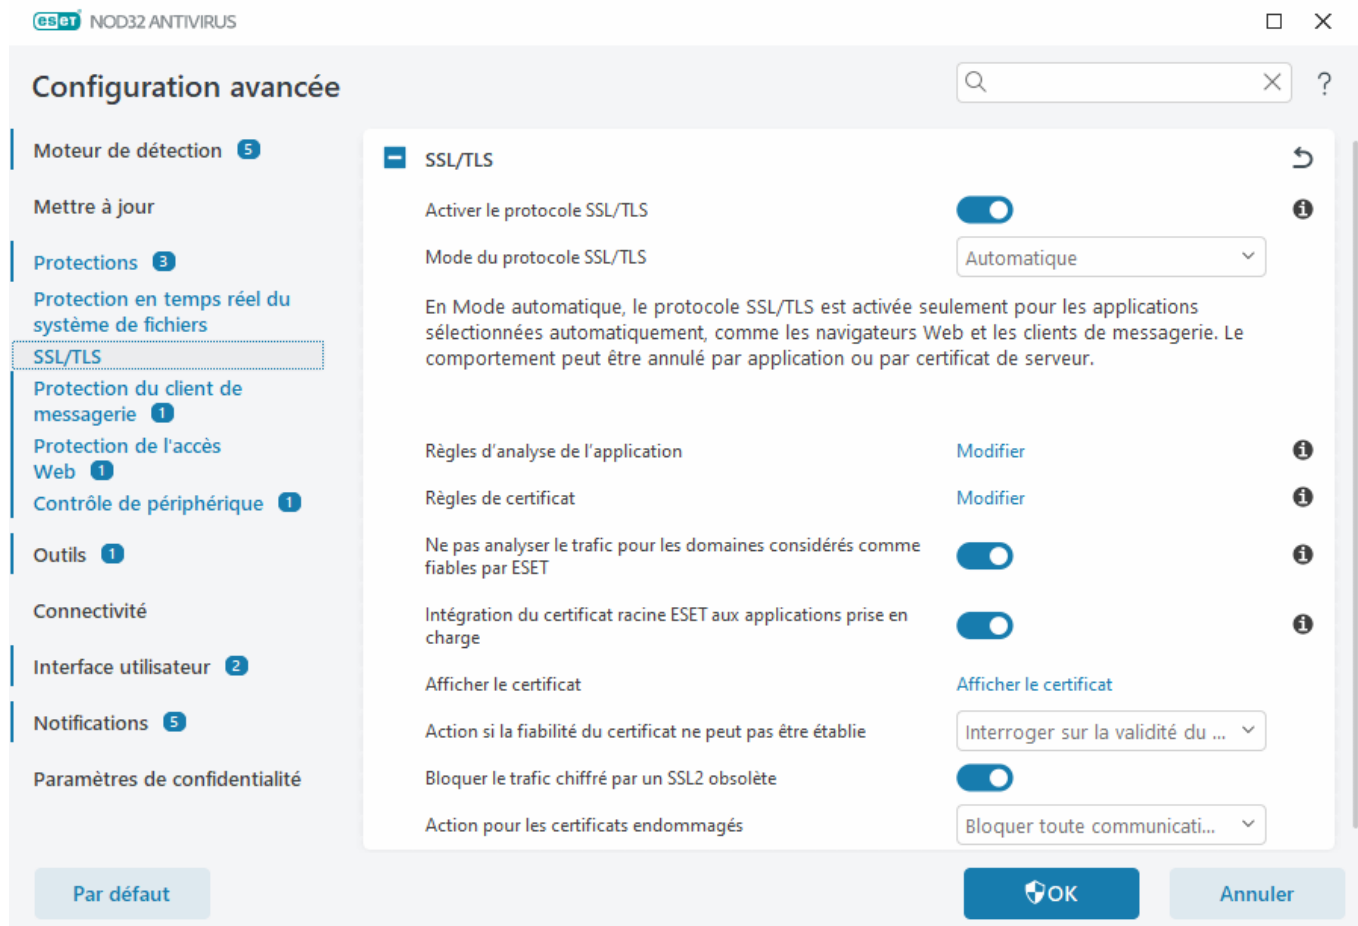 eset NOD32 ANTIVIRUS
Configuration avancée
?
Moteur de détection 5
Mettre à jour
Protections 3
Protection en temps réel du
système de fichiers
SSL/TLS
Protection du client de
messagerie 1
Protection de l'accès
Web 1
Contrôle de périphérique 1
Outils 1
Connectivité
Interface utilisateur 2
Notifications 5
Paramètres de confidentialité
SSL/TLS
Activer le protocole SSL/TLS
Mode du protocole SSL/TLS Automatique
En Mode automatique, le protocole SSL/TLS est activée seulement pour les applications
sélectionnées automatiquement, comme les navigateurs Web et les clients de messagerie. Le
comportement peut être annulé par application ou par certificat de serveur.
Règles d’analyse de l’application Modifier
Règles de certificat Modifier
Ne pas analyser le trafic pour les domaines considérés comme
fiables par ESET
Intégration du certificat racine ESET aux applications prise en
charge
Afficher le certificat Afficher le certificat
Action si la fiabilité du certificat ne peut pas être établie Interroger sur la validité du ...
Bloquer le trafic chiffré par un SSL2 obsolète
Action pour les certificats endommagés Bloquer toute communicati...
Par défaut OK Annuler